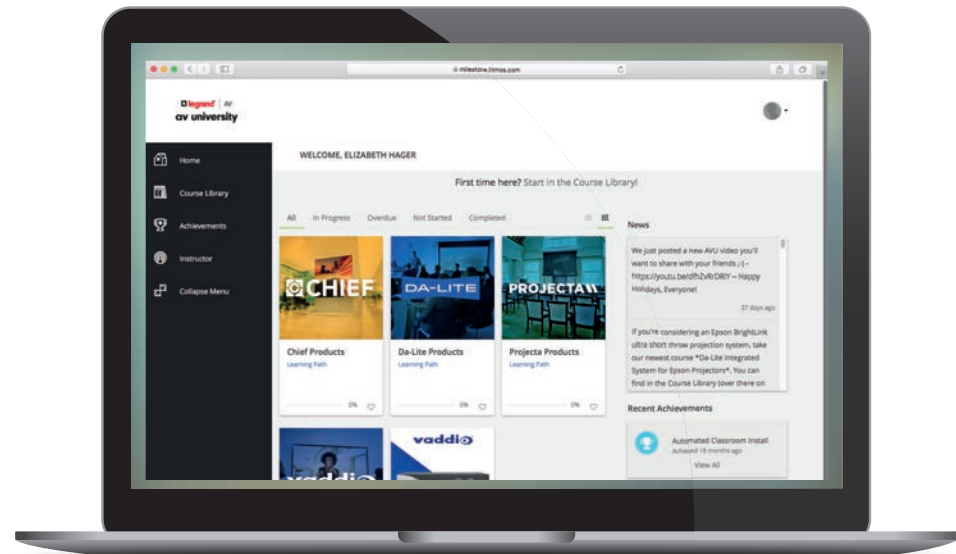 milestone.litmos.com
legrand | AV
av university
Home
Course Library
Achievements
Instructor
Collapse Menu
WELCOME, ELIZABETH HAGER
First time here? Start in the Course Library!
All In Progress Overdue Not Started Completed
CHIEF
Chief Products
Learning Path
0%
DA-LITE
Da-Lite Products
Learning Path
0%
PROJECTA
Projecta Products
Learning Path
0%
vaddio
vaddio
News
We just posted a new AVU video you'll
want to share with your friends ;-) -
Happy
Holidays, Everyone!
27 days ago
If you're considering an Epson BrightLink
ultra short throw projection system, take
our newest course *Da-Lite Integrated
System for Epson Projectors*. You can
find in the Course Library (over there on
Recent Achievements
Automated Classroom Install
Achieved 18 months ago
View All